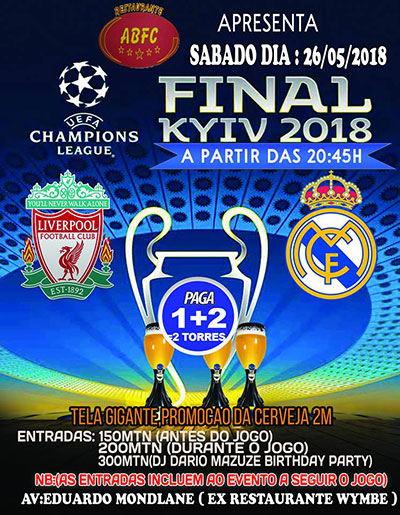 RESTAURANTE
ABFC
APRESENTA
SABADO DIA : 26/05/2018
UEFA
CHAMPIONS
LEAGUE®
FINAL
KYIV 2018
A PARTIR DAS 20:45H
YOU'LL NEVER WALK ALONE
LIVERPOOL
FOOTBALL CLUB
EST·1892
PAGA
1+2
=2 TORRES
TELA GIGANTE,PROMOÇAO DA CERVEJA 2M
ENTRADAS: 150MTN (ANTES DO JOGO)
200MTN (DURANTE O JOGO)
300MTN(DJ DARIO MAZUZE BIRTHDAY PARTY)
NB:(AS ENTRADAS INCLUEM AO EVENTO A SEGUIR O JOGO)
AV:EDUARDO MONDLANE ( EX RESTAURANTE WYMBE )